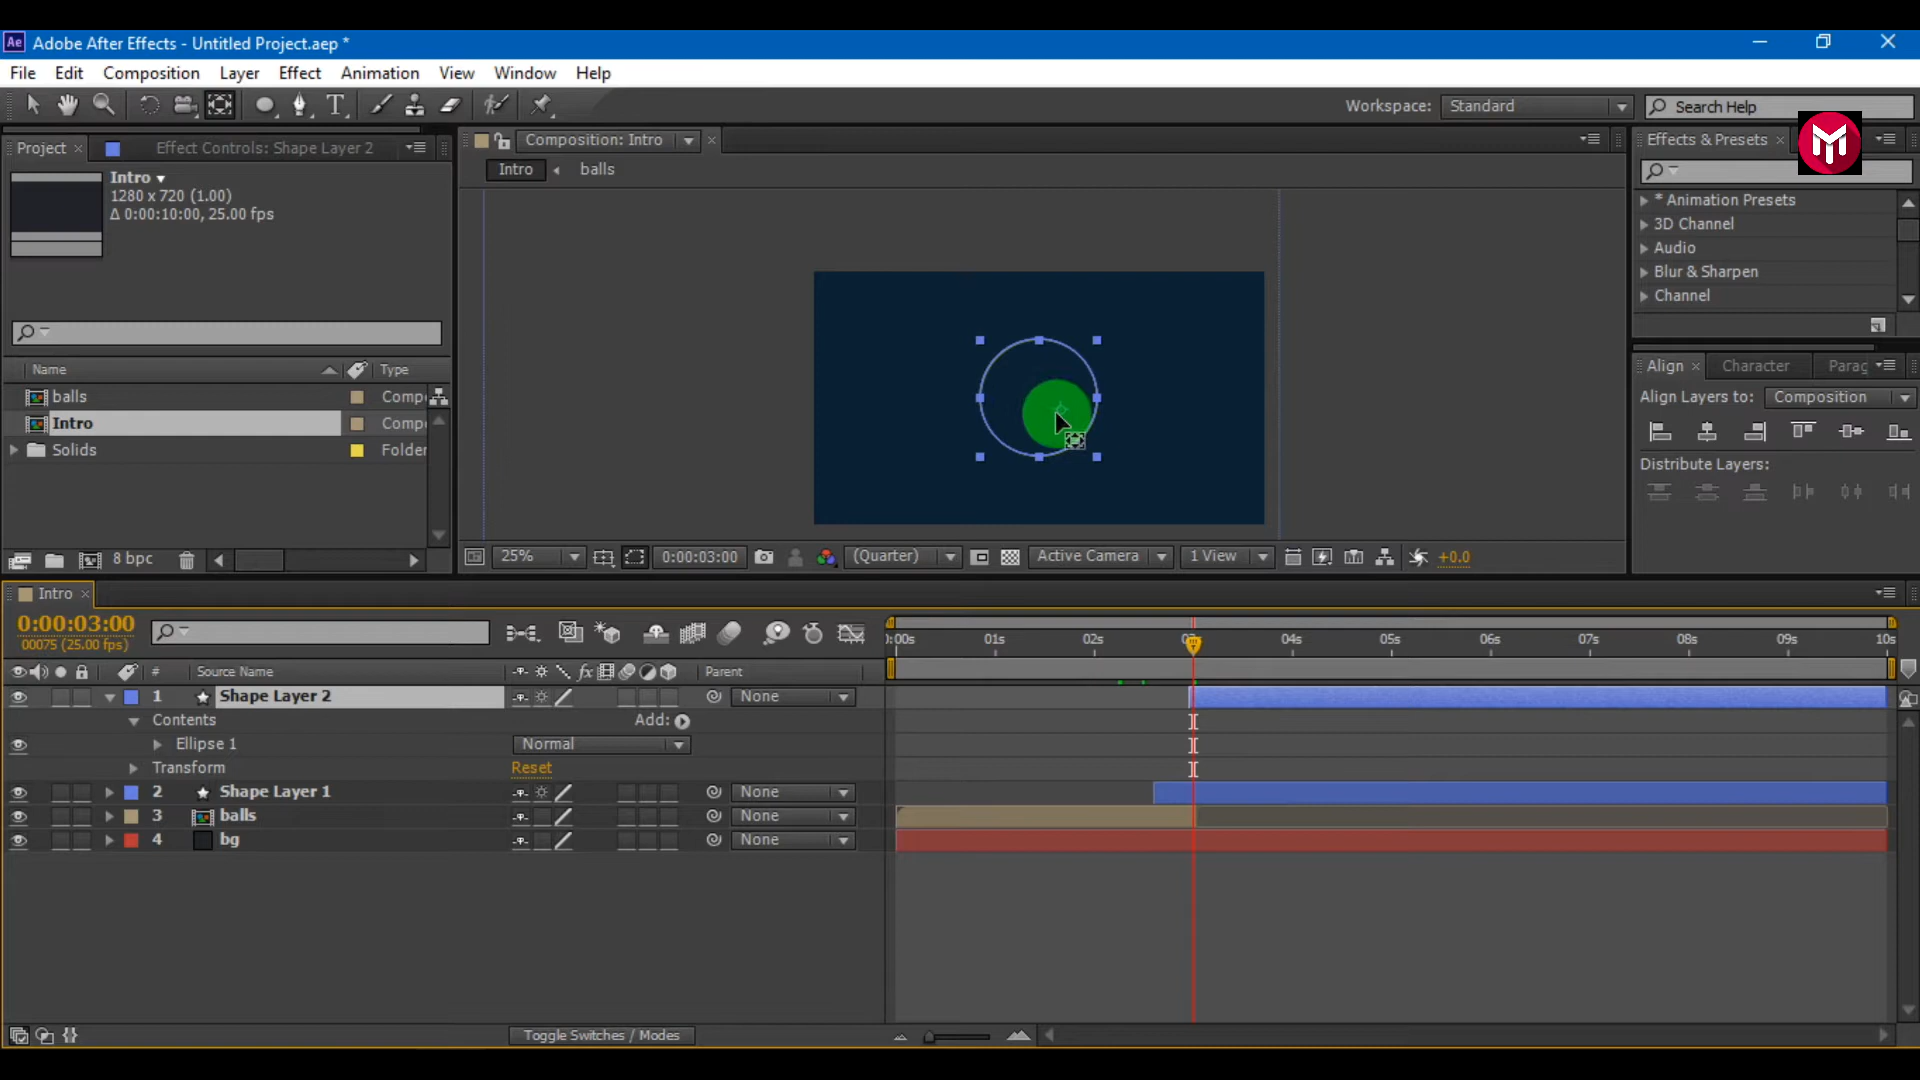 Ae Adobe After Effects - Untitled Project.aep *
File Edit Composition Layer Effect Animation View Window Help
Workspace: Standard Search Help
Project × Effect Controls: Shape Layer 2
Composition: Intro ×
Effects & Presets ×
Intro balls
Intro
1280 x 720 (1.00)
Δ 0:00:10:00, 25.00 fps
* Animation Presets
3D Channel
Audio
Blur & Sharpen
Channel
Name Type
balls Comp
Intro Comp
Solids Folder
8 bpc
25% 0:00:03:00 (Quarter) Active Camera 1 View +0.0
Align × Character Parag
Align Layers to: Composition
Distribute Layers:
Intro ×
0:00:03:00
00075 (25.00 fps)
):00s 01s 02s 04s 05s 06s 07s 08s 09s 10s
# Source Name fx Parent
1 Shape Layer 2 None
Contents Add:
Ellipse 1 Normal
Transform Reset
2 Shape Layer 1 None
3 balls None
4 bg None
Toggle Switches / Modes